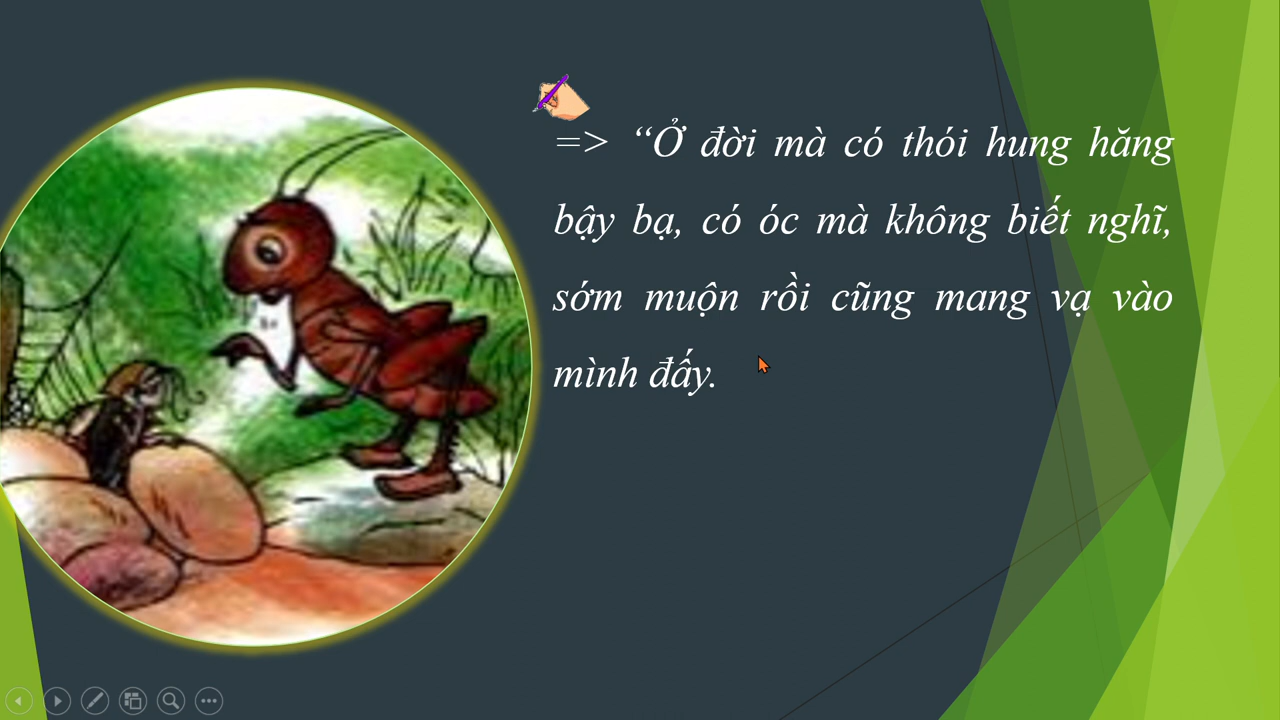 => “Ở đời mà có thói hung hăng
bậy bạ, có óc mà không biết nghĩ,
sớm muộn rồi cũng mang vạ vào
mình đấy.